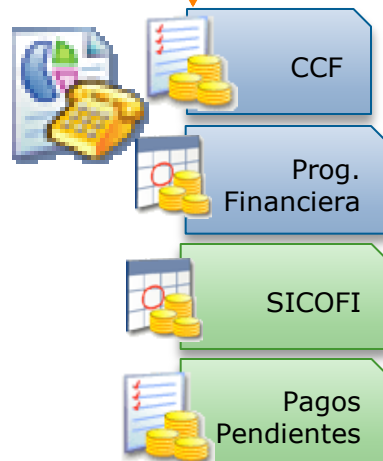 CCF
Prog.
Financiera
SICOFI
Pagos
Pendientes